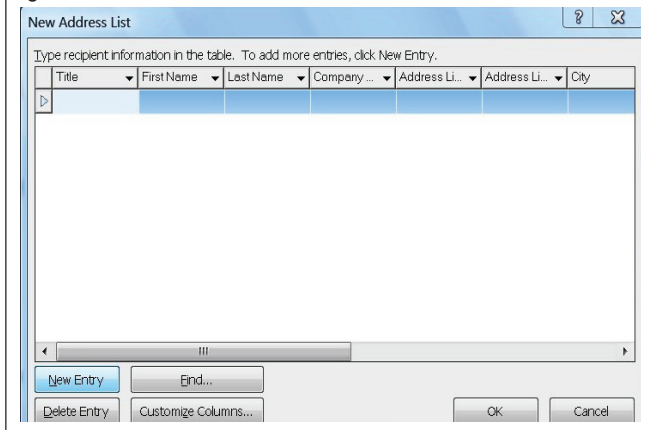 New Address List
Type recipient information in the table. To add more entries, click New Entry.
Title First Name Last Name Company ... Address Li... Address Li... City
New Entry Find...
Delete Entry Customize Columns... OK Cancel